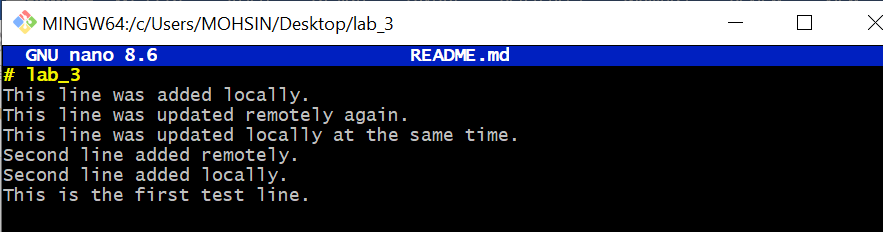 MINGW64:/c/Users/MOHSIN/Desktop/lab_3
GNU nano 8.6 README.md
# lab_3
This line was added locally.
This line was updated remotely again.
This line was updated locally at the same time.
Second line added remotely.
Second line added locally.
This is the first test line.